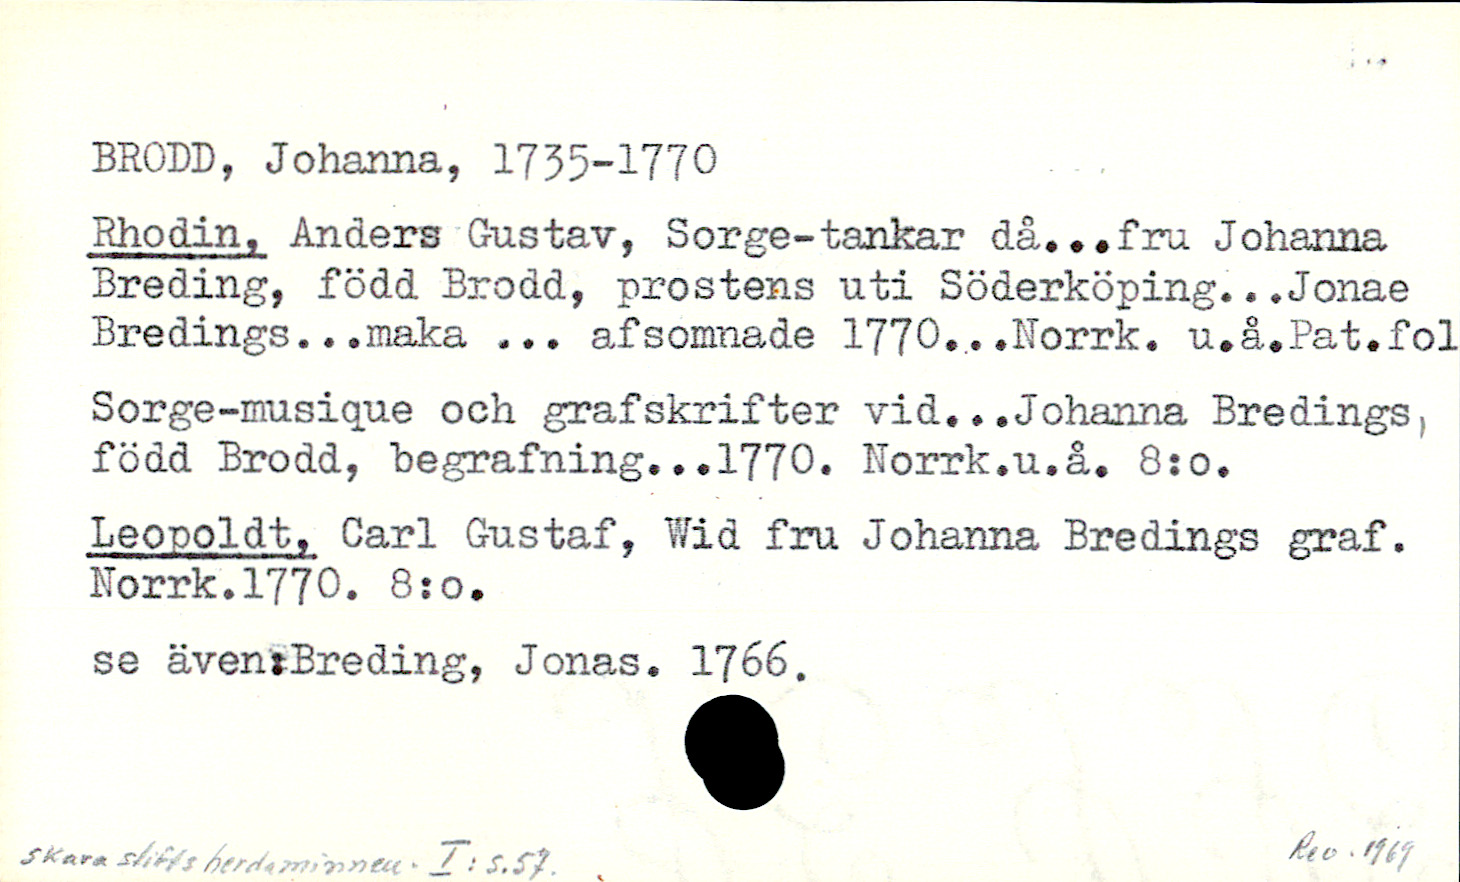 BRODD, Johanna, 1735-1770
Rhodin, Anders Gustav, Sorge-tankar då...fru Johanna
Breding, född Brodd, prostens uti Söderköping...Jonae
Bredings...maka ... afsomnade 1770...Norrk. u.å.Pat.fol
Sorge-musique och grafskrifter vid...Johanna Bredings,
född Brodd, begrafning...1770. Norrk.u.å. 8:o.
Leopoldt, Carl Gustaf, Wid fru Johanna Bredings graf.
Norrk.1770. 8:o.
se även:Breding, Jonas. 1766.
Skara stifts herdaminnen. I: s.57.
Rev. 1969